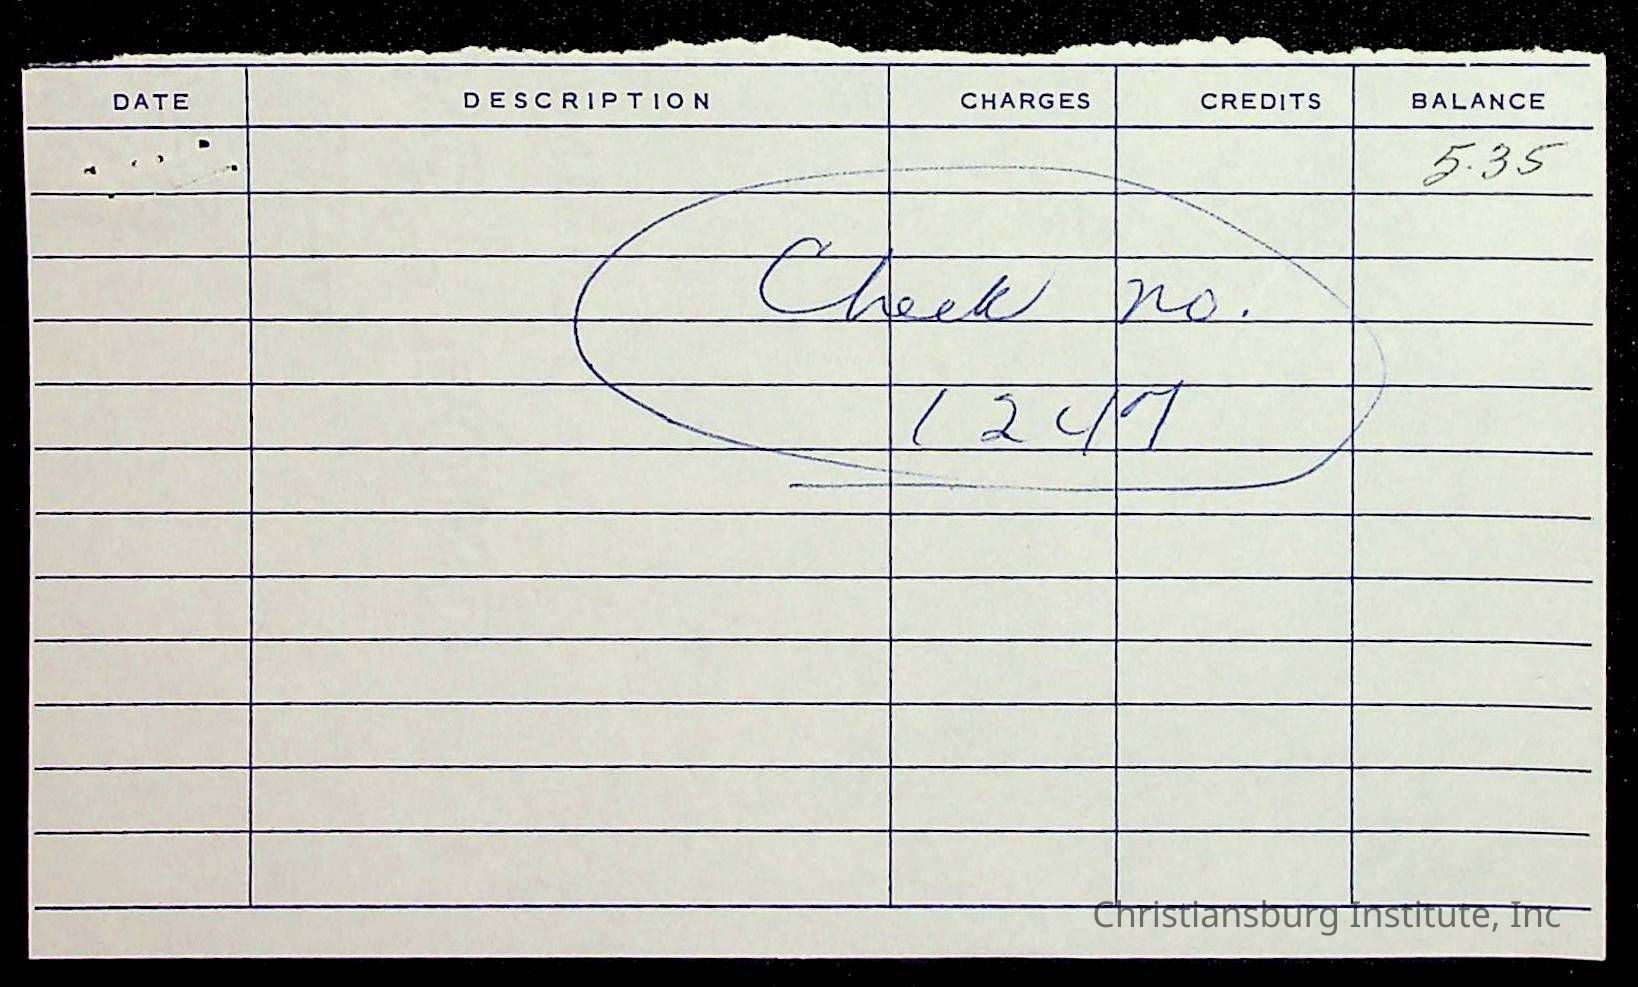 DATE DESCRIPTION CHARGES CREDITS BALANCE
5.35
Check no.
1247
Christiansburg Institute, Inc